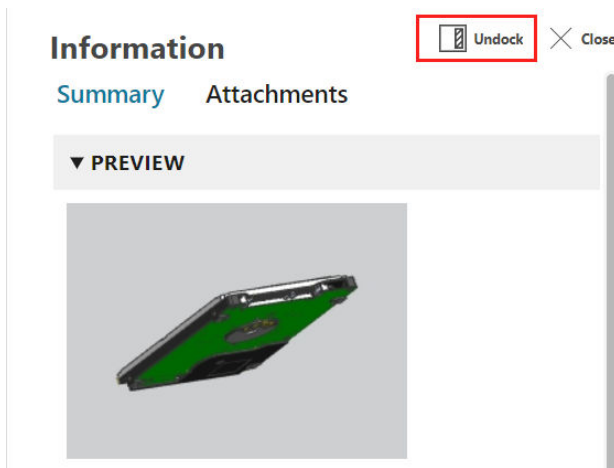 Information
Undock
Close
Summary Attachments
▼ PREVIEW